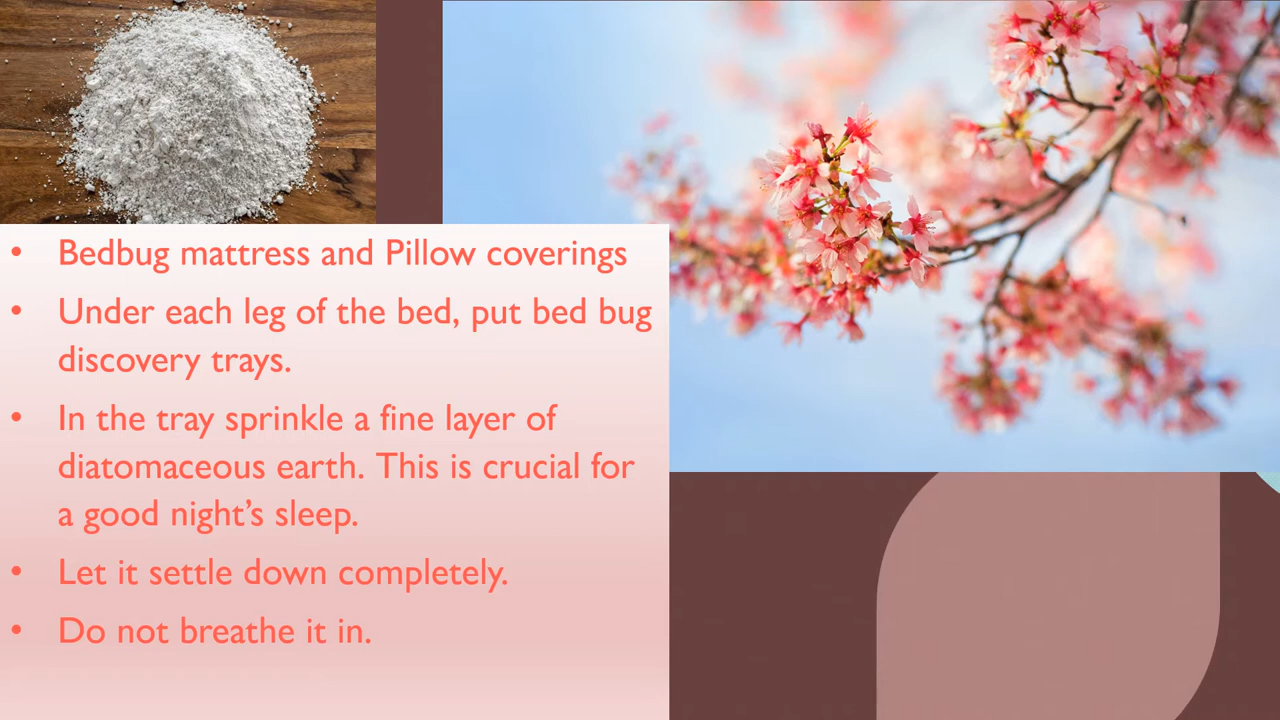 • Bedbug mattress and Pillow coverings
• Under each leg of the bed, put bed bug
discovery trays.
• In the tray sprinkle a fine layer of
diatomaceous earth. This is crucial for
a good night’s sleep.
• Let it settle down completely.
• Do not breathe it in.